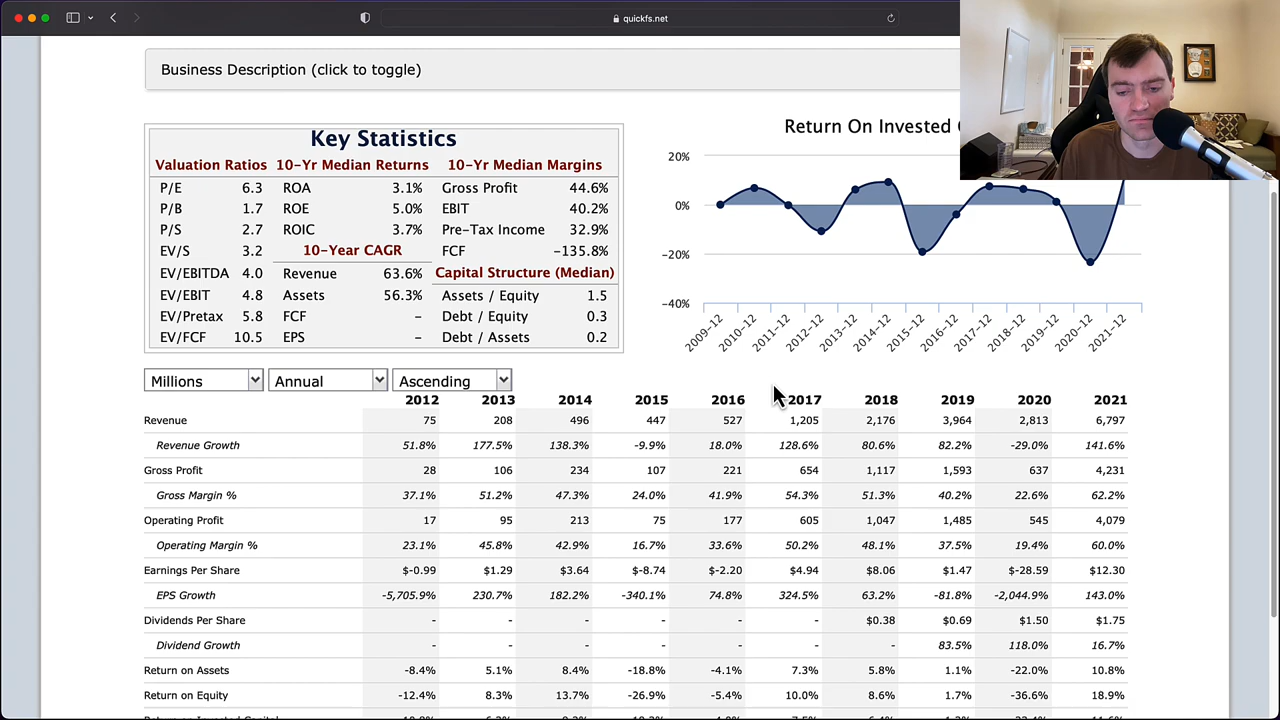 quickfs.net
Business Description (click to toggle)
Key Statistics
Valuation Ratios 10-Yr Median Returns 10-Yr Median Margins
P/E 6.3 ROA 3.1% Gross Profit 44.6%
P/B 1.7 ROE 5.0% EBIT 40.2%
P/S 2.7 ROIC 3.7% Pre-Tax Income 32.9%
EV/S 3.2 10-Year CAGR FCF -135.8%
EV/EBITDA 4.0 Revenue 63.6% Capital Structure (Median)
EV/EBIT 4.8 Assets 56.3% Assets / Equity 1.5
EV/Pretax 5.8 FCF - Debt / Equity 0.3
EV/FCF 10.5 EPS - Debt / Assets 0.2
Return On Invested
20%
0%
-20%
-40%
2009-12 2010-12 2011-12 2012-12 2013-12 2014-12 2015-12 2016-12 2017-12 2018-12 2019-12 2020-12 2021-12
Millions Annual Ascending
2012 2013 2014 2015 2016 2017 2018 2019 2020 2021
Revenue 75 208 496 447 527 1,205 2,176 3,964 2,813 6,797
Revenue Growth 51.8% 177.5% 138.3% -9.9% 18.0% 128.6% 80.6% 82.2% -29.0% 141.6%
Gross Profit 28 106 234 107 221 654 1,117 1,593 637 4,231
Gross Margin % 37.1% 51.2% 47.3% 24.0% 41.9% 54.3% 51.3% 40.2% 22.6% 62.2%
Operating Profit 17 95 213 75 177 605 1,047 1,485 545 4,079
Operating Margin % 23.1% 45.8% 42.9% 16.7% 33.6% 50.2% 48.1% 37.5% 19.4% 60.0%
Earnings Per Share $-0.99 $1.29 $3.64 $-8.74 $-2.20 $4.94 $8.06 $1.47 $-28.59 $12.30
EPS Growth -5,705.9% 230.7% 182.2% -340.1% 74.8% 324.5% 63.2% -81.8% -2,044.9% 143.0%
Dividends Per Share - - - - - - $0.38 $0.69 $1.50 $1.75
Dividend Growth - - - - - - - 83.5% 118.0% 16.7%
Return on Assets -8.4% 5.1% 8.4% -18.8% -4.1% 7.3% 5.8% 1.1% -22.0% 10.8%
Return on Equity -12.4% 8.3% 13.7% -26.9% -5.4% 10.0% 8.6% 1.7% -36.6% 18.9%